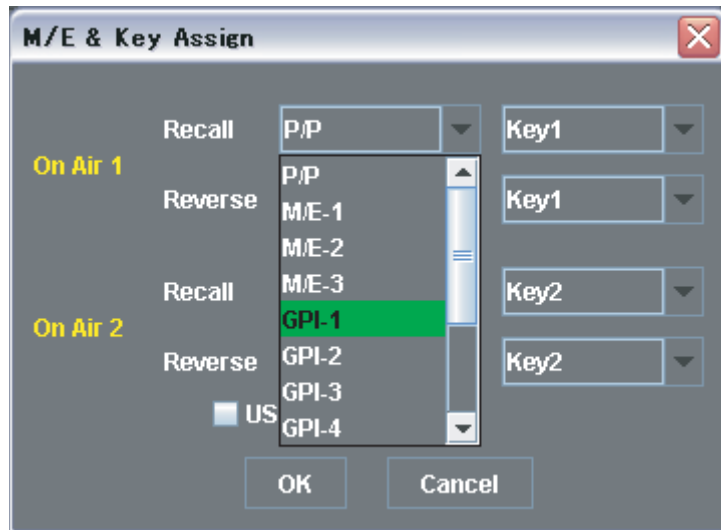 M/E & Key Assign
Recall P/P Key1
On Air 1
P/P
Reverse Key1
M/E-1
M/E-2
M/E-3
Recall Key2
GPI-1
On Air 2
GPI-2
Reverse Key2
GPI-3
US
GPI-4
OK Cancel